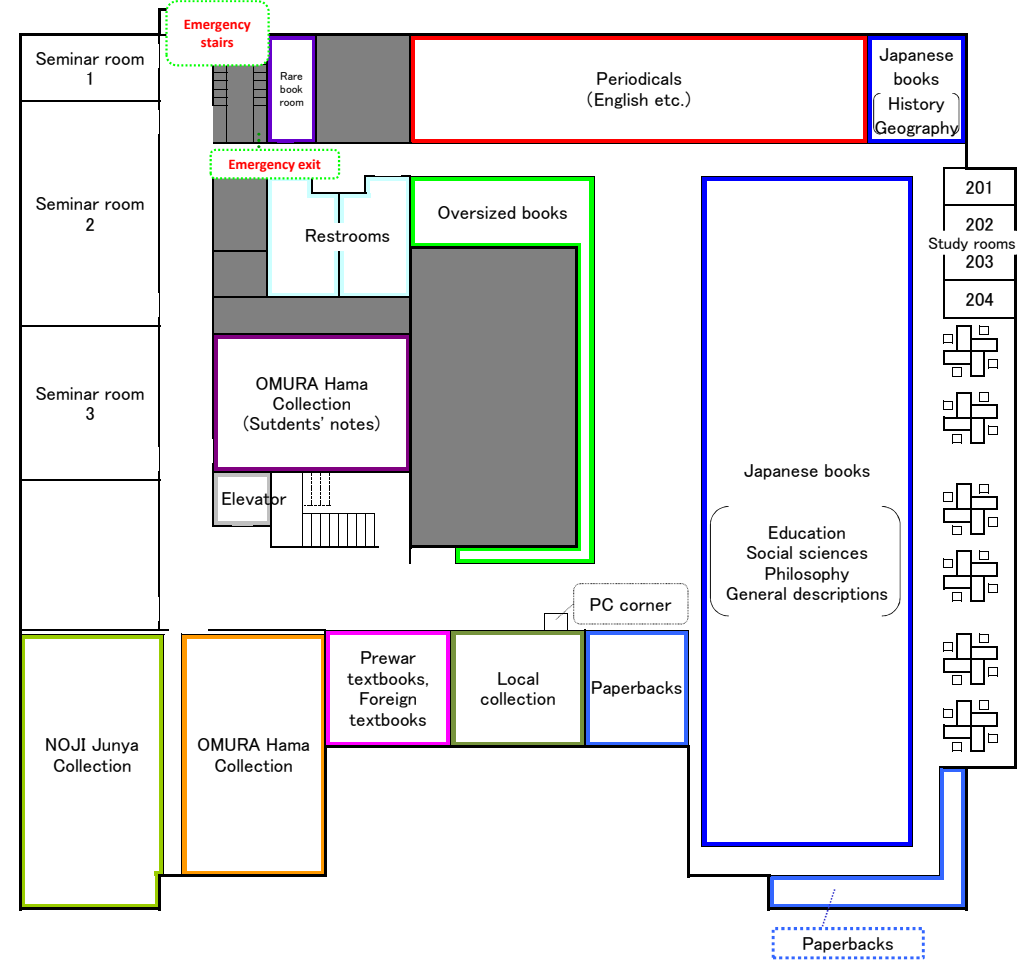 Emergency
stairs
Seminar room
1
Rare
book
room
Periodicals
(English etc.)
Japanese
books
History
Geography
Emergency exit
Seminar room
2
Restrooms
Oversized books
201
202
Study rooms
203
204
Seminar room
3
OMURA Hama
Collection
(Sutdents' notes)
Elevator
Japanese books
Education
Social sciences
Philosophy
General descriptions
PC corner
Prewar
textbooks,
Foreign
textbooks
Local
collection
Paperbacks
NOJI Junya
Collection
OMURA Hama
Collection
Paperbacks